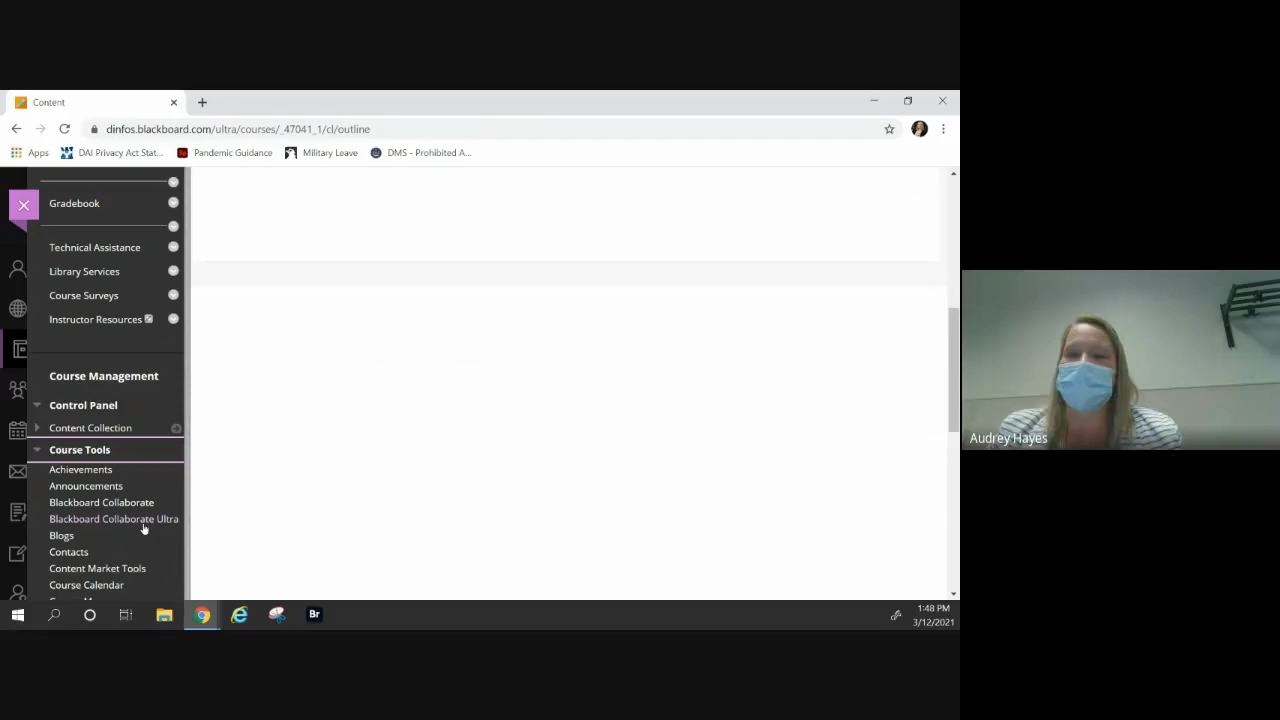 Content
dinfos.blackboard.com/ultra/courses/_47041_1/cl/outline
Apps
DAI Privacy Act Stat...
Pandemic Guidance
Military Leave
DMS - Prohibited A...
Gradebook
Technical Assistance
Library Services
Course Surveys
Instructor Resources
Course Management
Control Panel
Content Collection
Course Tools
Achievements
Announcements
Blackboard Collaborate
Blackboard Collaborate Ultra
Blogs
Contacts
Content Market Tools
Course Calendar
Br
1:48 PM
3/12/2021
Audrey Hayes